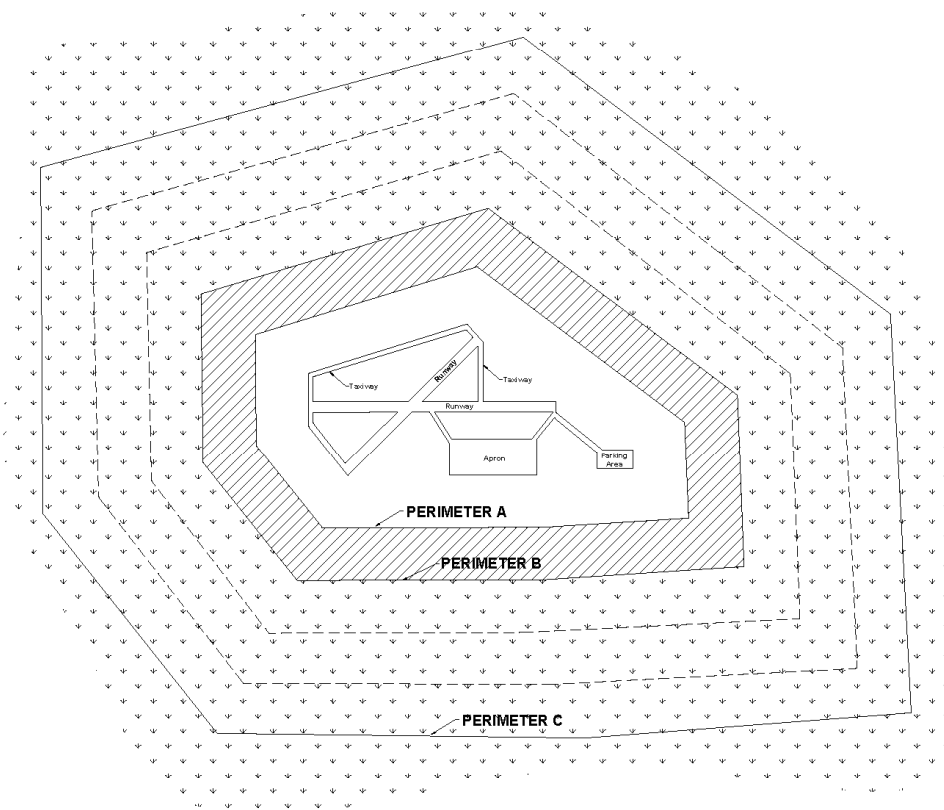 Runway
Taxiway
Taxiway
Runway
Apron
Parking
Area
PERIMETER A
PERIMETER B
PERIMETER C